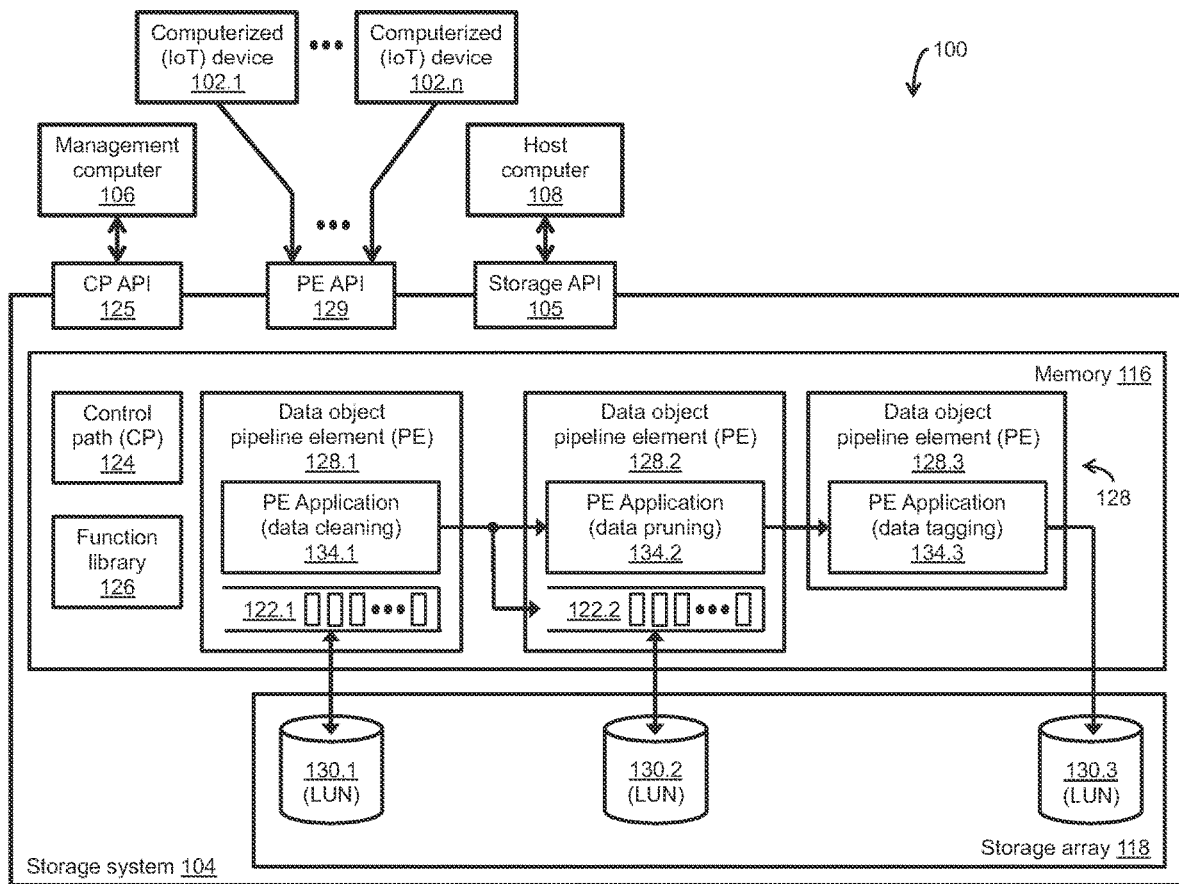 Computerized
(IoT) device
102.1
Computerized
(IoT) device
102.n
100
Management
computer
106
Host
computer
108
CP API
125
PE API
129
Storage API
105
Memory 116
Control
path (CP)
124
Function
library
126
Data object
pipeline element (PE)
128.1
PE Application
(data cleaning)
134.1
122.1
Data object
pipeline element (PE)
128.2
PE Application
(data pruning)
134.2
122.2
Data object
pipeline element (PE)
128.3
PE Application
(data tagging)
134.3
128
130.1
(LUN)
130.2
(LUN)
130.3
(LUN)
Storage array 118
Storage system 104